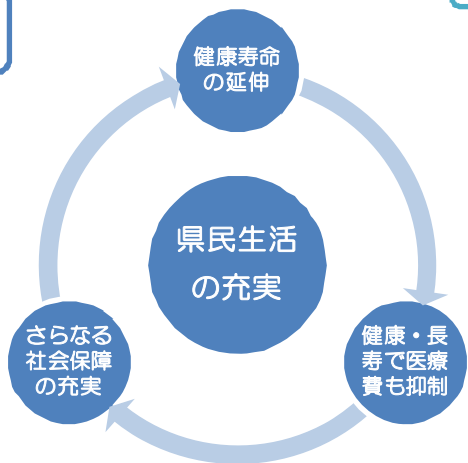 健康寿命
の延伸
県民生活
の充実
さらなる
社会保障
の充実
健康・長
寿で医療
費も抑制